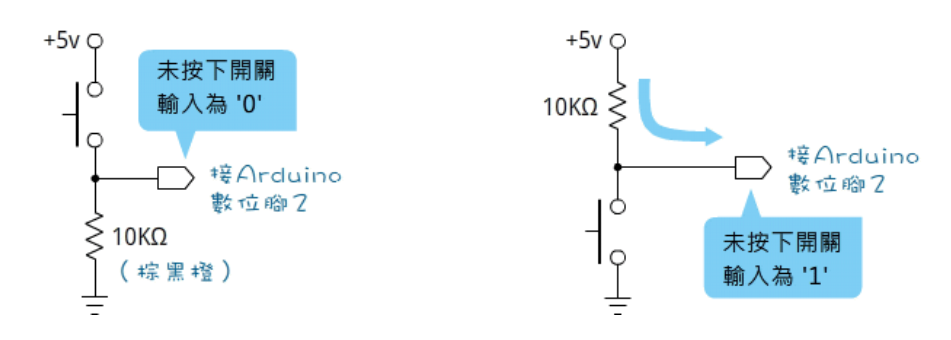 +5v
未按下開關
輸入為 '0'
接Arduino
數位腳2
10KΩ
(棕黑橙)
+5v
10KΩ
接Arduino
數位腳2
未按下開關
輸入為 '1'